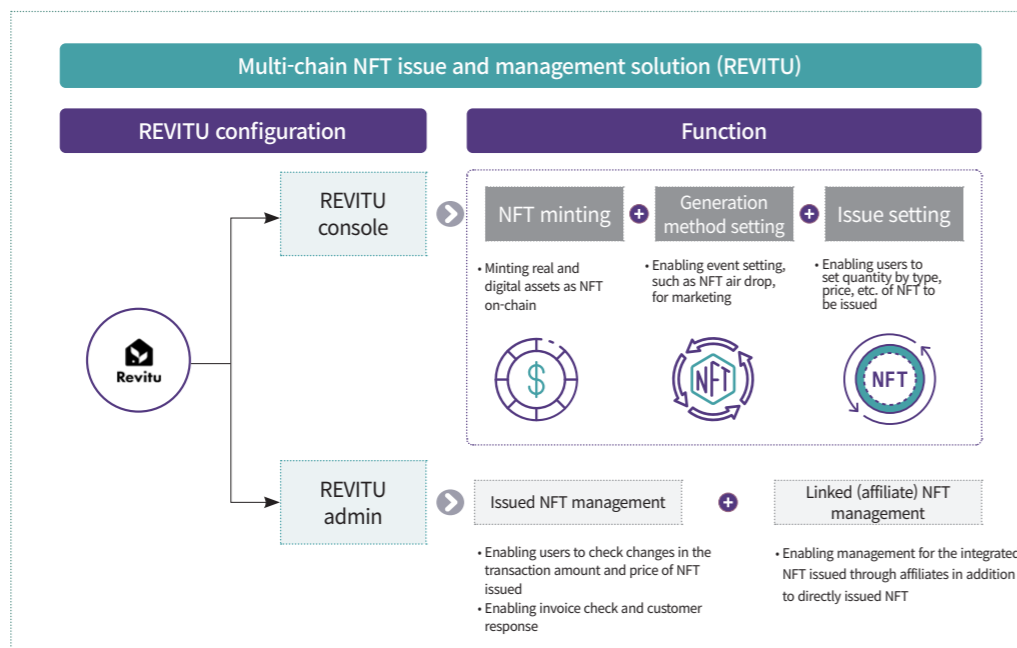 Multi-chain NFT issue and management solution (REVITU)
REVITU configuration
Function
REVITU
console
NFT minting
Generation
method setting
Issue setting
• Minting real and
digital assets as NFT
on-chain
• Enabling event setting,
such as NFT air drop,
for marketing
• Enabling users to
set quantity by type,
price, etc. of NFT to
be issued
$
NFT
NFT
Revitu
REVITU
admin
Issued NFT management
Linked (affiliate) NFT
management
• Enabling users to check changes in the
transaction amount and price of NFT
issued
• Enabling invoice check and customer
response
• Enabling management for the integrated
NFT issued through affiliates in addition
to directly issued NFT